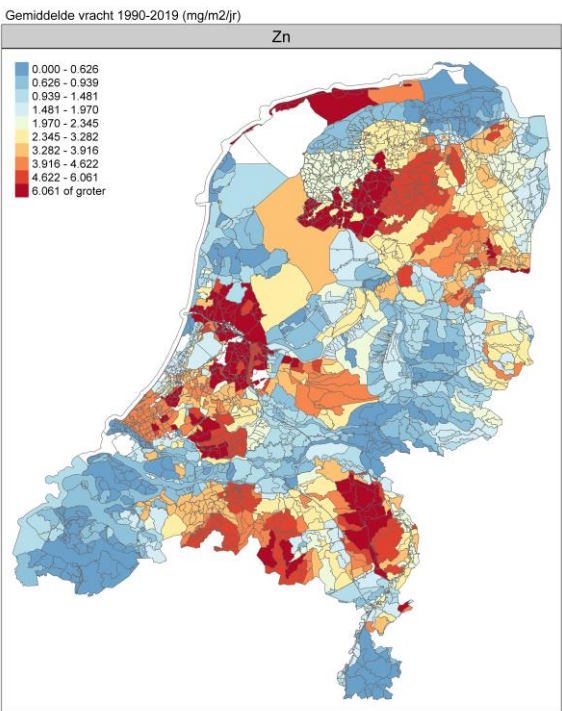 Gemiddelde vracht 1990-2019 (mg/m2/jr)
Zn
0.000 - 0.626
0.626 - 0.939
0.939 - 1.481
1.481 - 1.970
1.970 - 2.345
2.345 - 3.282
3.282 - 3.916
3.916 - 4.622
4.622 - 6.061
6.061 of groter